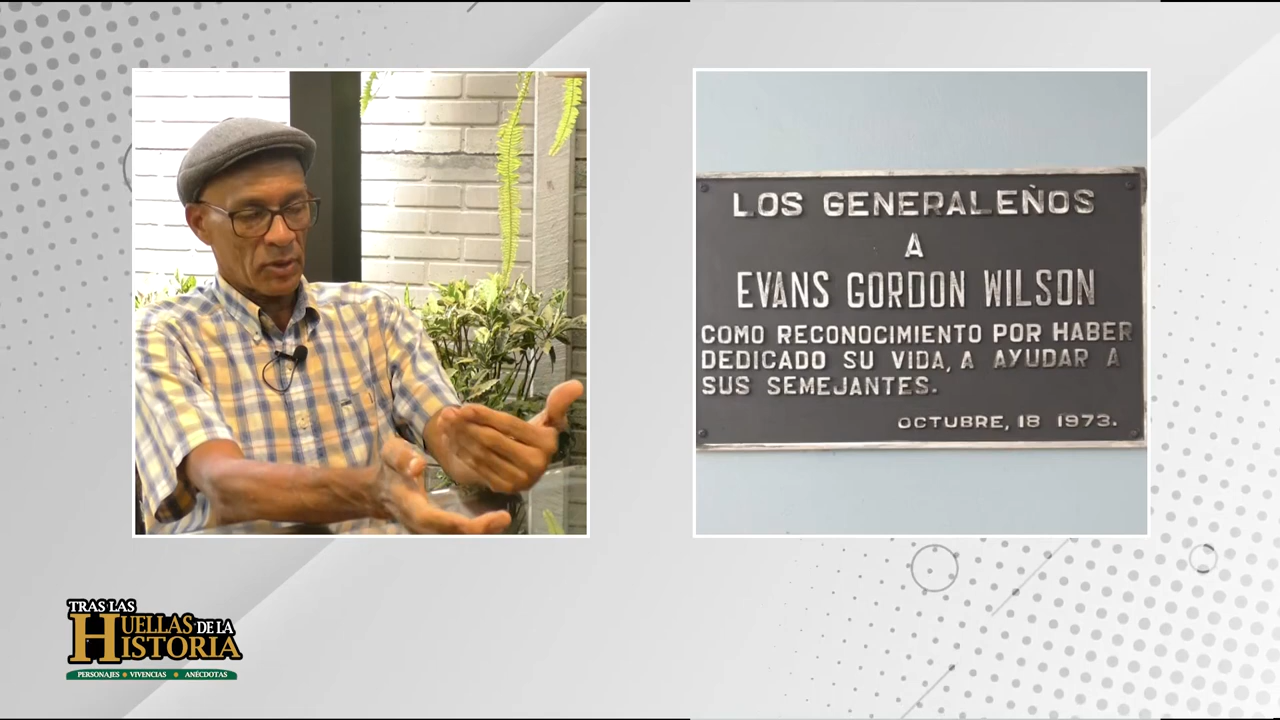 LOS GENERALEÑOS
A
EVANS GORDON WILSON
COMO RECONOCIMIENTO POR HABER
DEDICADO SU VIDA, A AYUDAR A
SUS SEMEJANTES.
OCTUBRE, 18 1973.
TRAS LAS
HUELLAS DE LA
HISTORIA
PERSONAJES VIVENCIAS ANÉCDOTAS